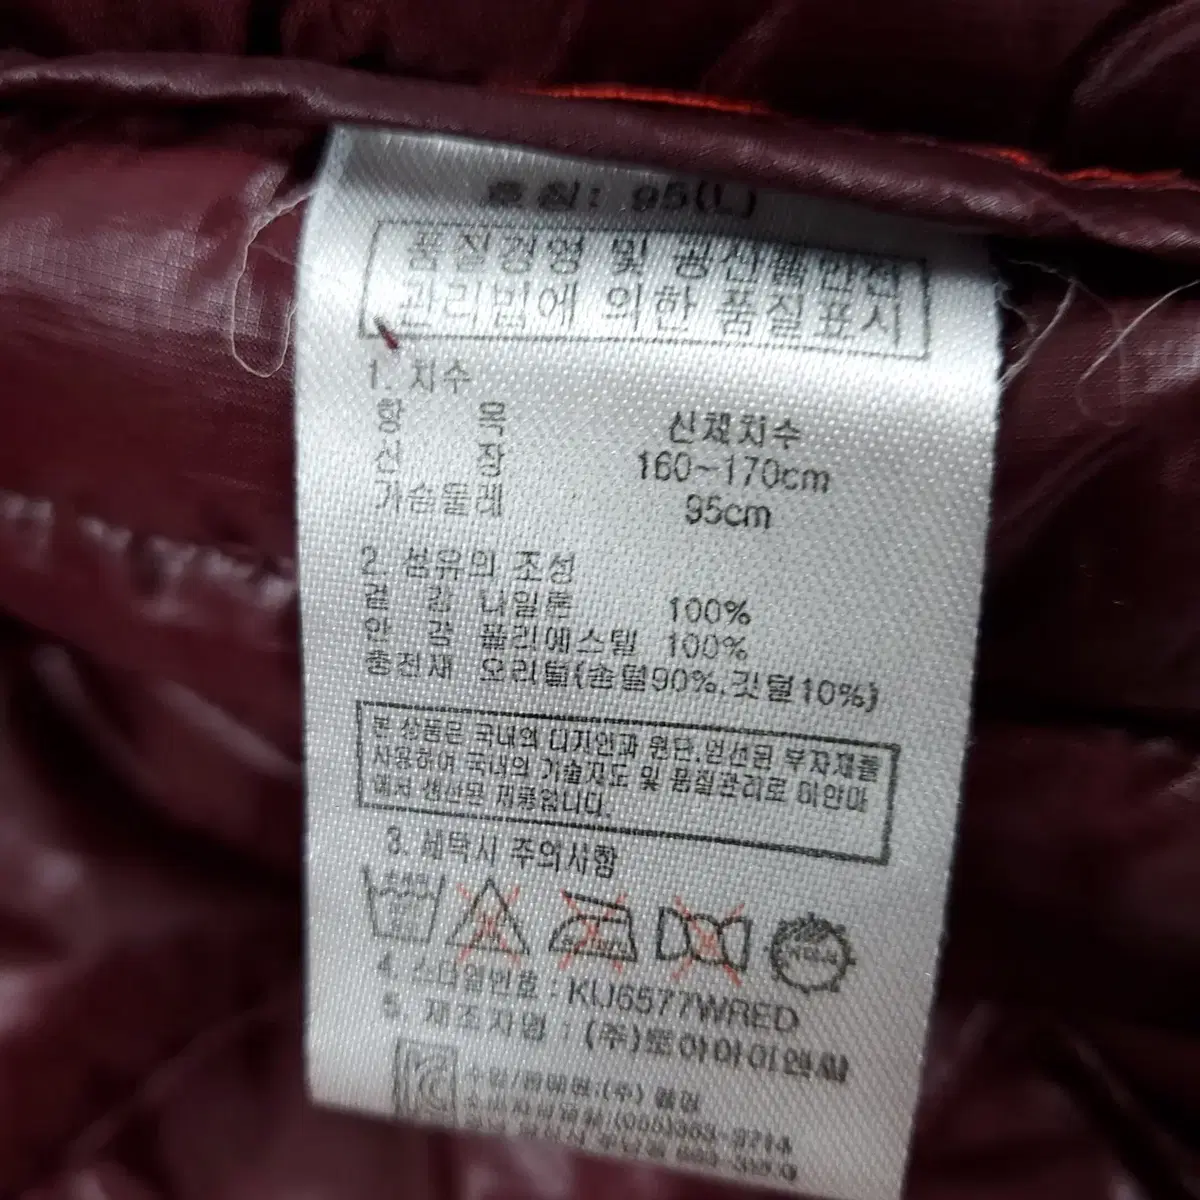 호칭: 95(L)
품질경영 및 공산품안전
관리법에 의한 품질표시
1. 치수
항 목 신체치수
신 장 160~170cm
가슴둘레 95cm
2. 섬유의 조성
겉 감 나일론 100%
안 감 폴리에스텔 100%
충전재 오리털(솜털90%,깃털10%)
본 상품은 국내의 디자인과 원단,엄선된 부자재를
사용하여 국내의 기술지도 및 품질관리로 미얀마
에서 생산된 제품입니다.
3. 세탁시 주의사항
4. 스타일번호 : KU6577WRED
5. 제조자명 : (주)
수입/판매원:(주)